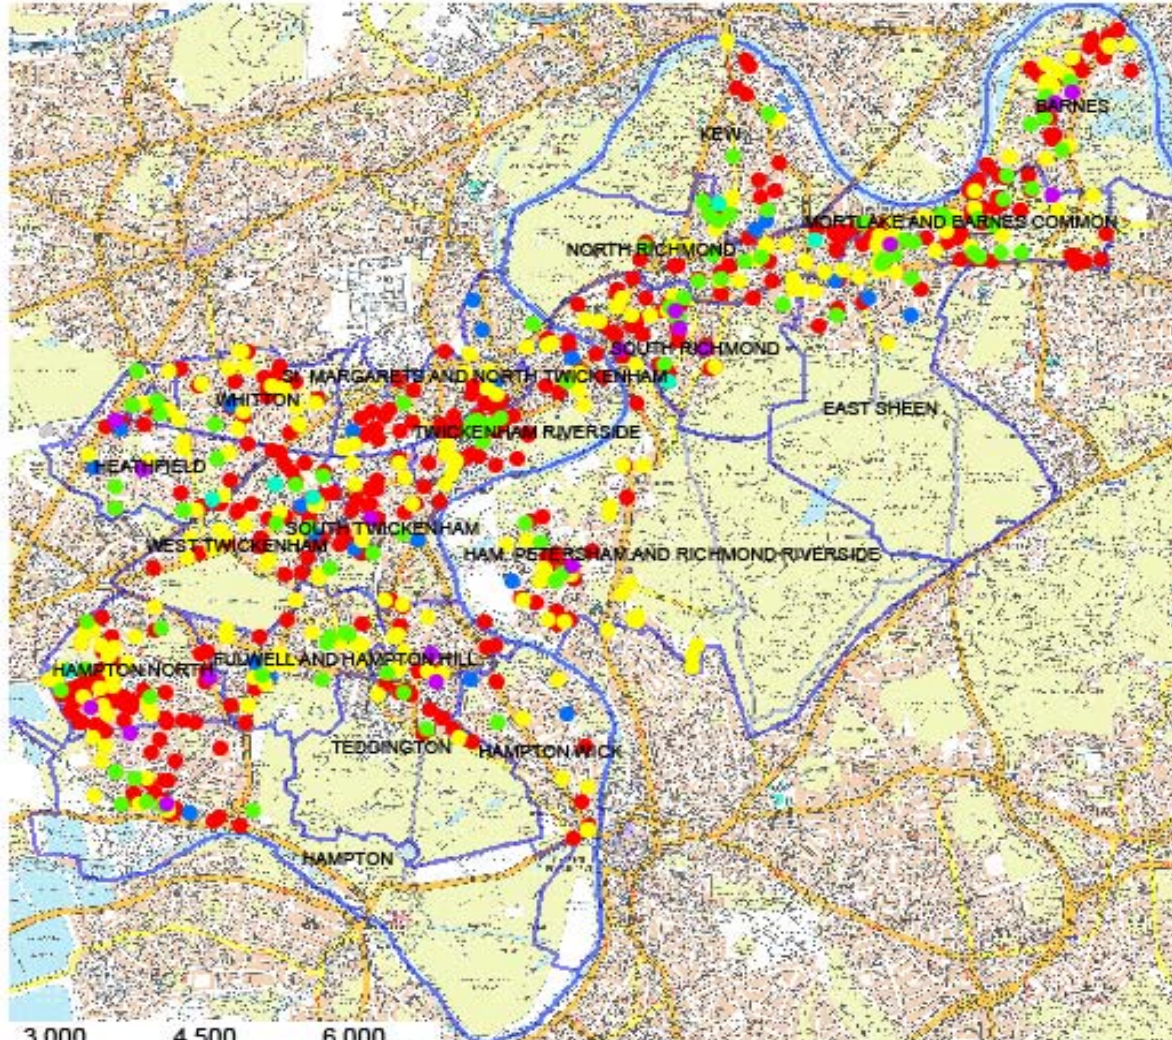 BARNES
KEW
MORTLAKE AND BARNES COMMON
NORTH RICHMOND
SOUTH RICHMOND
ST. MARGARETS AND NORTH TWICKENHAM
WHITTON
EAST SHEEN
TWICKENHAM RIVERSIDE
HEATHFIELD
SOUTH TWICKENHAM
WEST TWICKENHAM
HAM, PETERSHAM AND RICHMOND RIVERSIDE
FULWELL AND HAMPTON HILL
HAMPTON NORTH
TEDDINGTON
HAMPTON WICK
HAMPTON
3,000 4,500 6,000